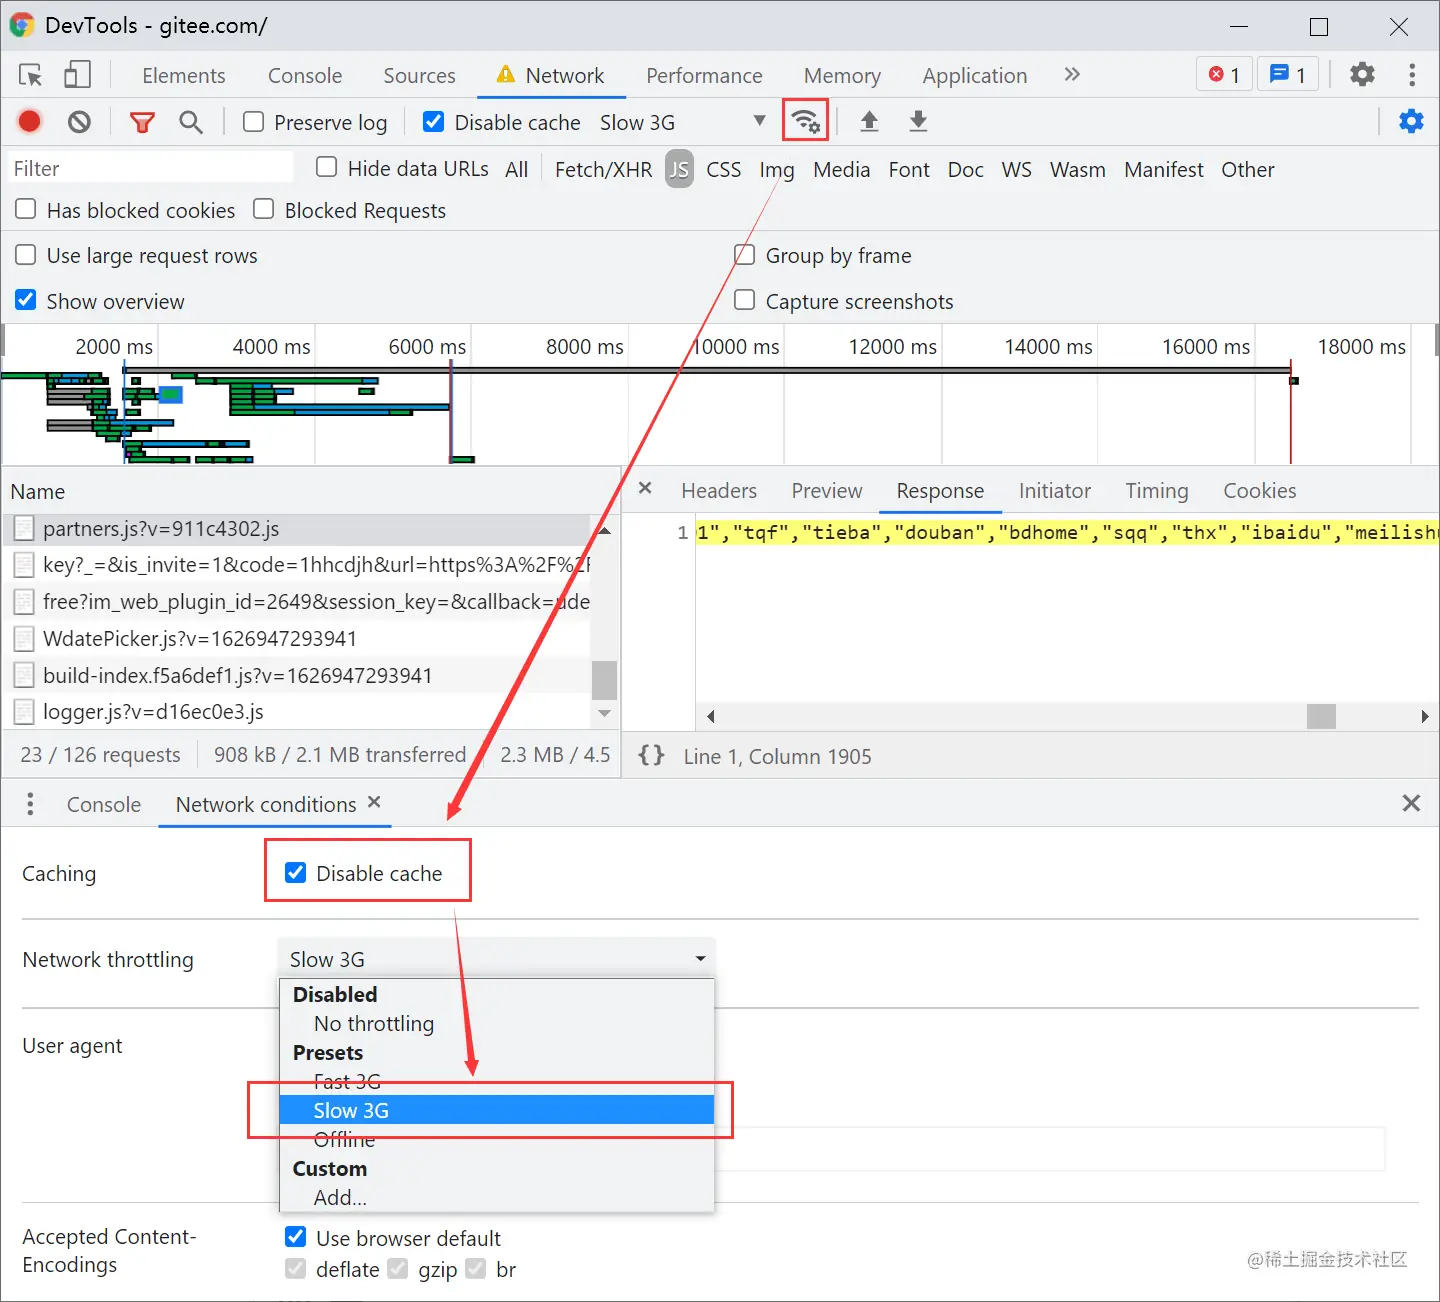 DevTools - gitee.com/
Elements Console Sources Network Performance Memory Application » 1 1
Preserve log Disable cache Slow 3G
Filter Hide data URLs All Fetch/XHR JS CSS Img Media Font Doc WS Wasm Manifest Other
Has blocked cookies Blocked Requests
Use large request rows Group by frame
Show overview Capture screenshots
2000 ms 4000 ms 6000 ms 8000 ms 10000 ms 12000 ms 14000 ms 16000 ms 18000 ms
Name
Headers Preview Response Initiator Timing Cookies
partners.js?v=911c4302.js
1 1","tqf","tieba","douban","bdhome","sqq","thx","ibaidu","meilishu
key?_=&is_invite=1&code=1hhcdjh&url=https%3A%2F%2F
free?im_web_plugin_id=2649&session_key=&callback=ude
WdatePicker.js?v=1626947293941
build-index.f5a6def1.js?v=1626947293941
logger.js?v=d16ec0e3.js
23 / 126 requests 908 kB / 2.1 MB transferred 2.3 MB / 4.5
{} Line 1, Column 1905
Console Network conditions
Caching Disable cache
Network throttling Slow 3G
Disabled
No throttling
User agent
Presets
Fast 3G
Slow 3G
Offline
Custom
Add...
Accepted Content-
Encodings
Use browser default
deflate gzip br
@稀土掘金技术社区